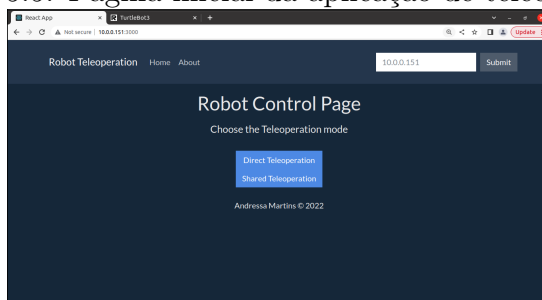 Página inicial da aplicação de
React App
TurtleBot3
Not secure | 10.0.0.151:3000
Update
Robot Teleoperation Home About
10.0.0.151
Submit
Robot Control Page
Choose the Teleoperation mode
Direct Teleoperation
Shared Teleoperation
Andressa Martins © 2022